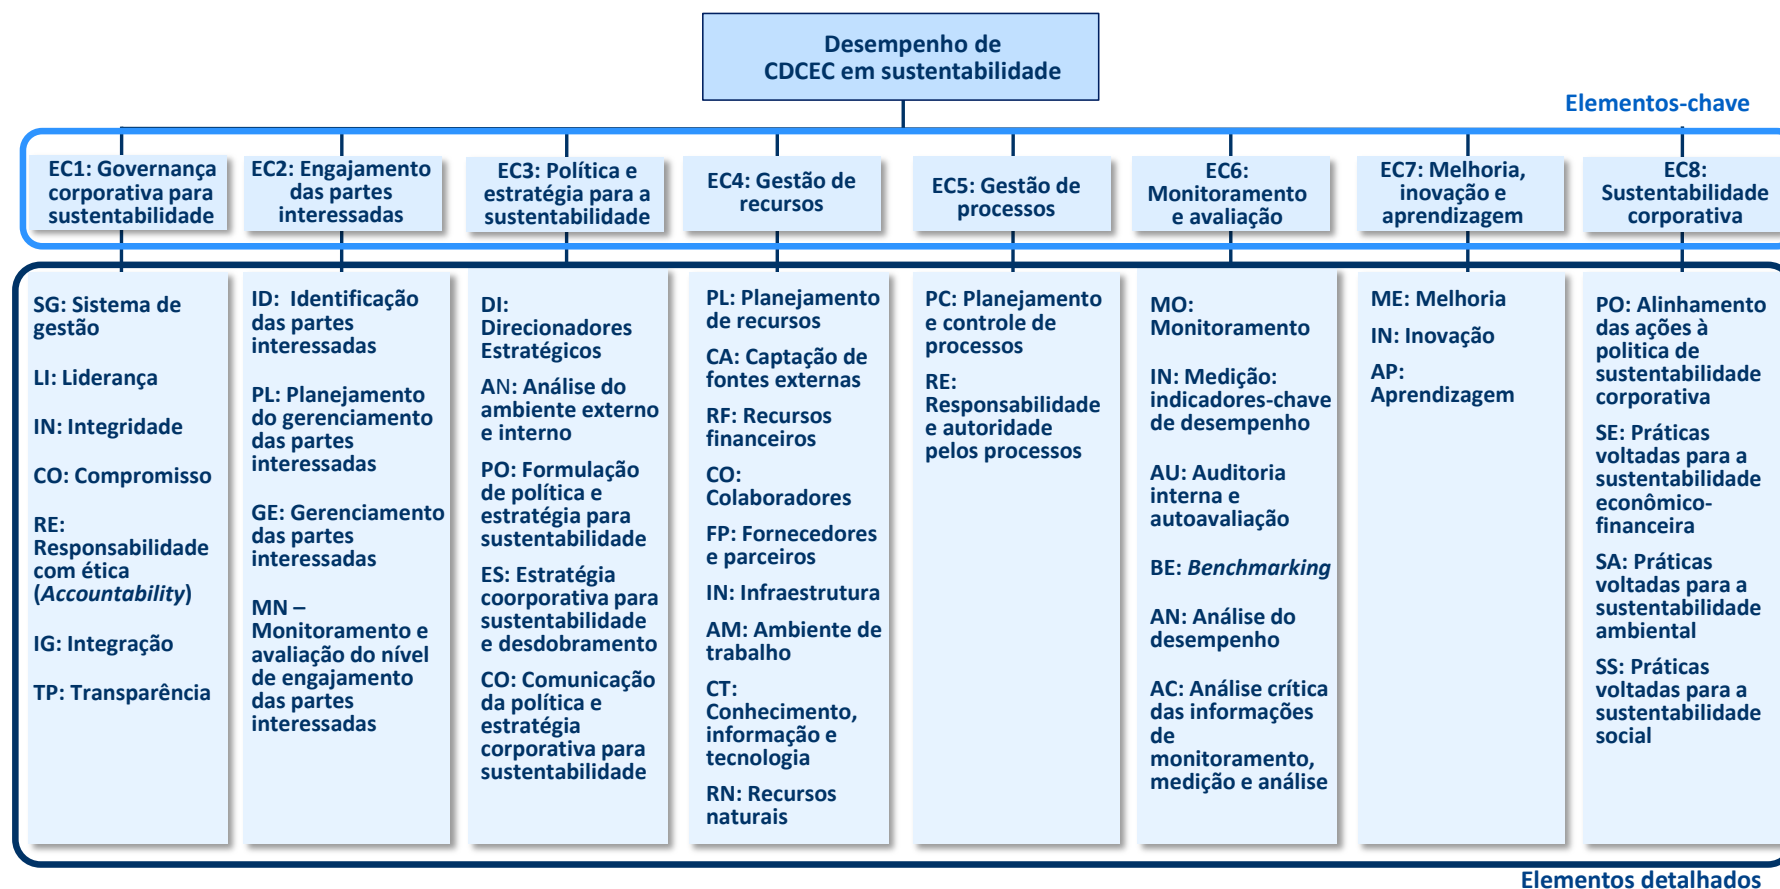 Desempenho de
CDCEC em sustentabilidade
Elementos-chave
EC1: Governança
corporativa para
sustentabilidade
EC2: Engajamento
das partes
interessadas
EC3: Política e
estratégia para a
sustentabilidade
EC4: Gestão de
recursos
EC5: Gestão de
processos
EC6:
Monitoramento
e avaliação
EC7: Melhoria,
inovação e
aprendizagem
EC8:
Sustentabilidade
corporativa
SG: Sistema de
gestão
LI: Liderança
IN: Integridade
CO: Compromisso
RE:
Responsabilidade
com ética
(Accountability)
IG: Integração
TP: Transparência
ID: Identificação
das partes
interessadas
PL: Planejamento
do gerenciamento
das partes
interessadas
GE: Gerenciamento
das partes
interessadas
MN –
Monitoramento e
avaliação do nível
de engajamento
das partes
interessadas
DI:
Direcionadores
Estratégicos
AN: Análise do
ambiente externo
e interno
PO: Formulação
de política e
estratégia para
sustentabilidade
ES: Estratégia
coorporativa para
sustentabilidade
e desdobramento
CO: Comunicação
da política e
estratégia
corporativa para
sustentabilidade
PL: Planejamento
de recursos
CA: Captação de
fontes externas
RF: Recursos
financeiros
CO:
Colaboradores
FP: Fornecedores
e parceiros
IN: Infraestrutura
AM: Ambiente de
trabalho
CT:
Conhecimento,
informação e
tecnologia
RN: Recursos
naturais
PC: Planejamento
e controle de
processos
RE:
Responsabilidade
e autoridade
pelos processos
MO:
Monitoramento
IN: Medição:
indicadores-chave
de desempenho
AU: Auditoria
interna e
autoavaliação
BE: Benchmarking
AN: Análise do
desempenho
AC: Análise crítica
das informações
de
monitoramento,
medição e análise
ME: Melhoria
IN: Inovação
AP:
Aprendizagem
PO: Alinhamento
das ações à
politica de
sustentabilidade
corporativa
SE: Práticas
voltadas para a
sustentabilidade
econômico-
financeira
SA: Práticas
voltadas para a
sustentabilidade
ambiental
SS: Práticas
voltadas para a
sustentabilidade
social
Elementos detalhados